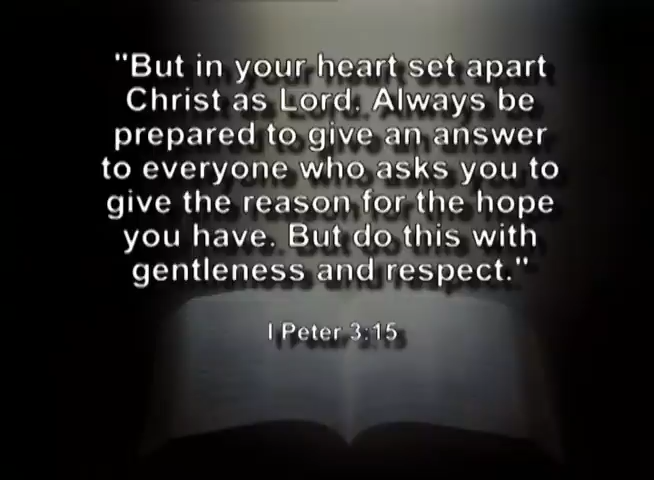 "But in your heart set apart
Christ as Lord. Always be
prepared to give an answer
to everyone who asks you to
give the reason for the hope
you have. But do this with
gentleness and respect."
I Peter 3:15